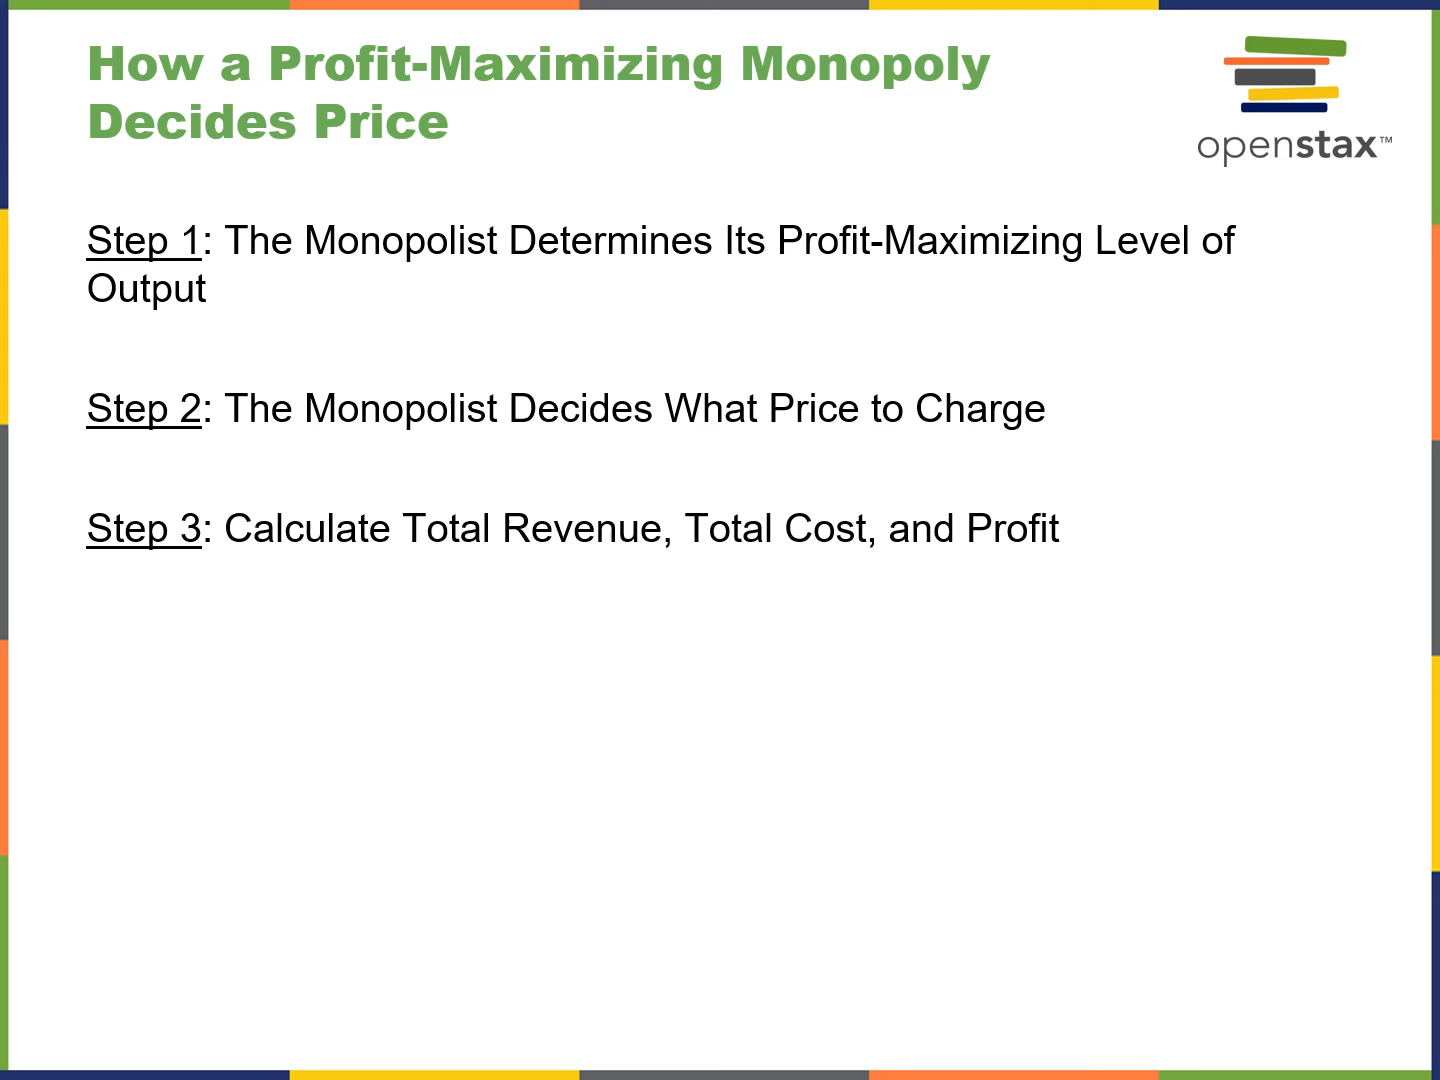 How a Profit-Maximizing Monopoly
Decides Price
openstax™
Step 1: The Monopolist Determines Its Profit-Maximizing Level of
Output
Step 2: The Monopolist Decides What Price to Charge
Step 3: Calculate Total Revenue, Total Cost, and Profit